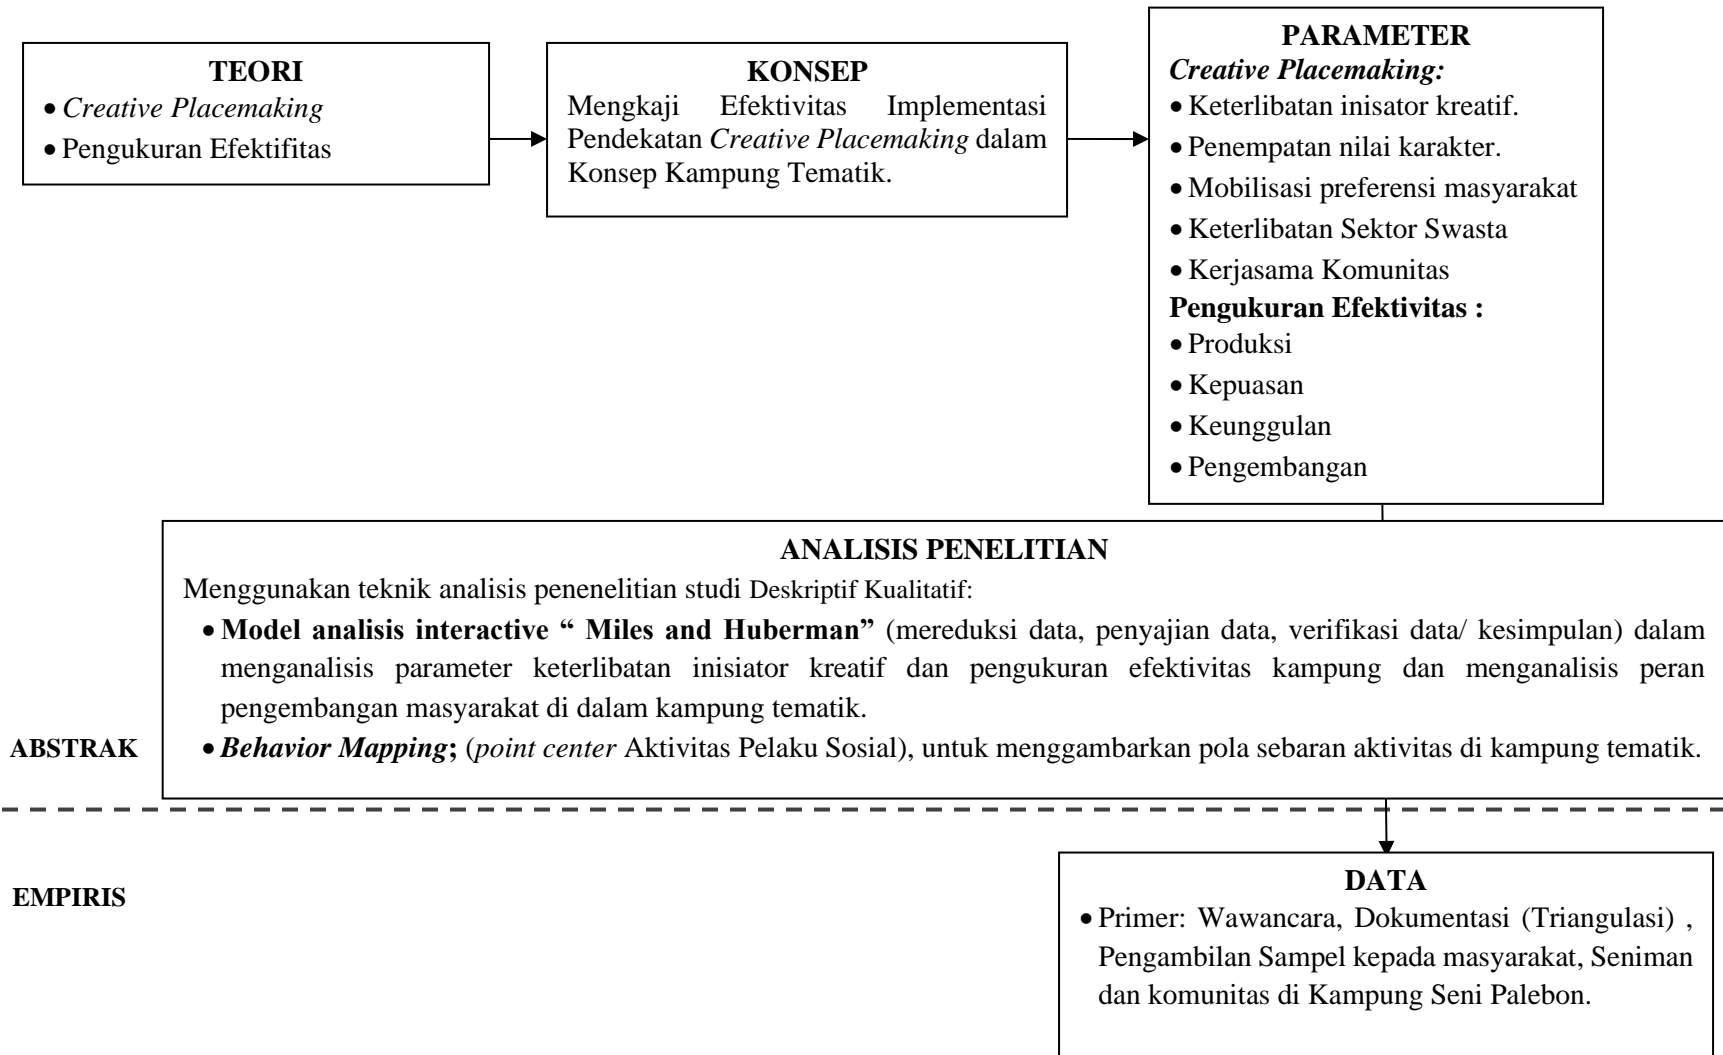 TEORI
• Creative Placemaking
• Pengukuran Efektifitas
KONSEP
Mengkaji Efektivitas Implementasi
Pendekatan Creative Placemaking dalam
Konsep Kampung Tematik.
PARAMETER
Creative Placemaking:
• Keterlibatan inisator kreatif.
• Penempatan nilai karakter.
• Mobilisasi preferensi masyarakat
• Keterlibatan Sektor Swasta
• Kerjasama Komunitas
Pengukuran Efektivitas :
• Produksi
• Kepuasan
• Keunggulan
• Pengembangan
ANALISIS PENELITIAN
Menggunakan teknik analisis penenelitian studi Deskriptif Kualitatif:
• Model analisis interactive “ Miles and Huberman” (mereduksi data, penyajian data, verifikasi data/ kesimpulan) dalam
menganalisis parameter keterlibatan inisiator kreatif dan pengukuran efektivitas kampung dan menganalisis peran
pengembangan masyarakat di dalam kampung tematik.
• Behavior Mapping; (point center Aktivitas Pelaku Sosial), untuk menggambarkan pola sebaran aktivitas di kampung tematik.
ABSTRAK
EMPIRIS
DATA
• Primer: Wawancara, Dokumentasi (Triangulasi) ,
Pengambilan Sampel kepada masyarakat, Seniman
dan komunitas di Kampung Seni Palebon.